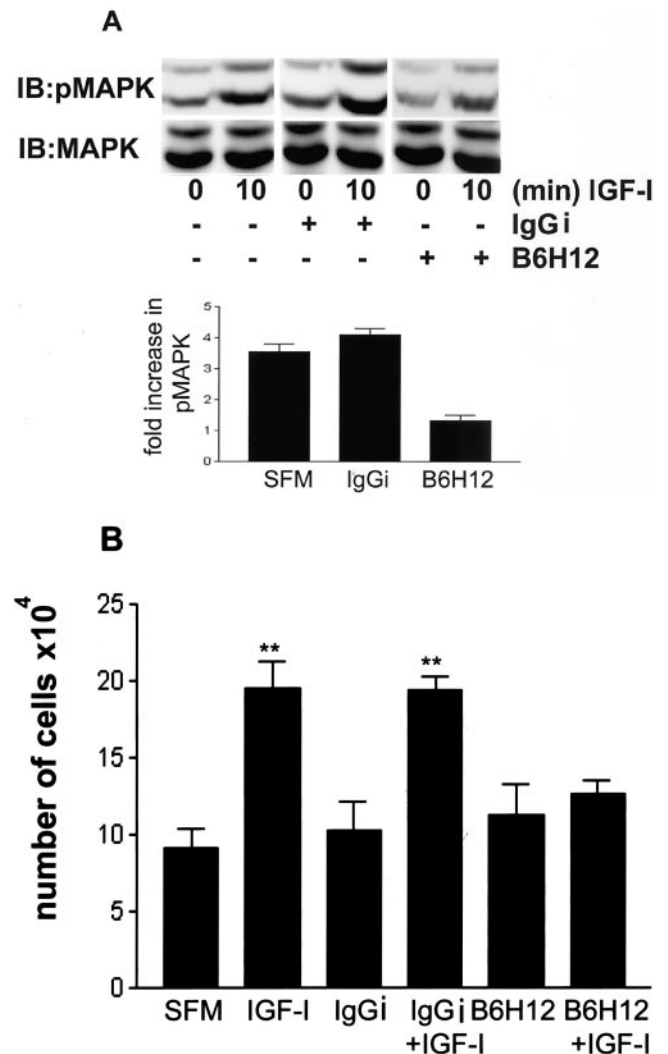 A
IB:pMAPK
IB:MAPK
0 10 0 10 0 10 (min) IGF-I
- - + + - - IgGi
- - - - + + B6H12
fold increase in
pMAPK
5
4
3
2
1
0
SFM IgGi B6H12
B
number of cells x10^4
25
20
15
10
5
0
** **
SFM IGF-I IgGi IgGi B6H12 B6H12
+IGF-I +IGF-I